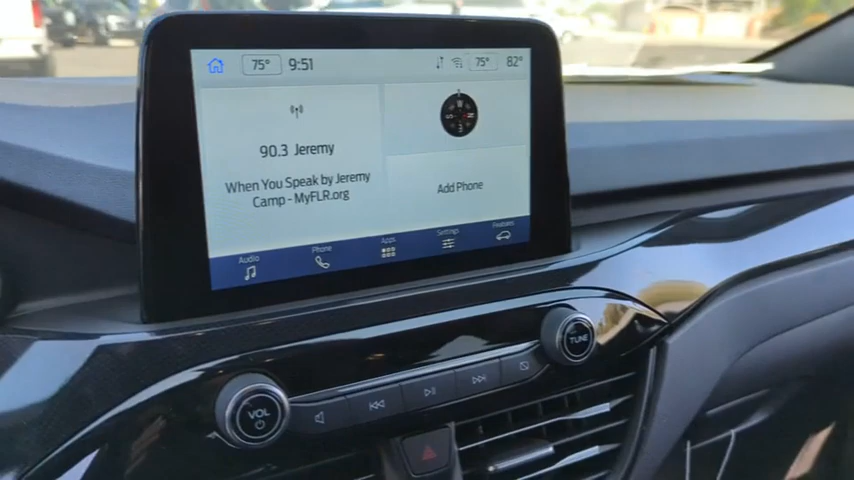 75° 9:51 75° 82°
90.3 Jeremy
When You Speak by Jeremy
Camp - MyFLR.org
Add Phone
Audio Phone Apps Settings Features
VOL
TUNE